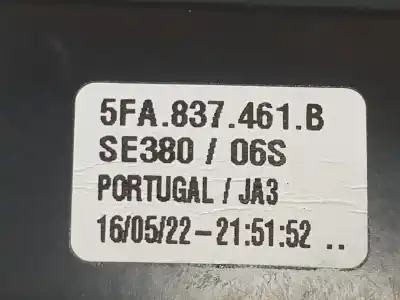 5FA.837.461.B
SE380 / 06S
PORTUGAL / JA3
16/05/22-21:51:52 ..